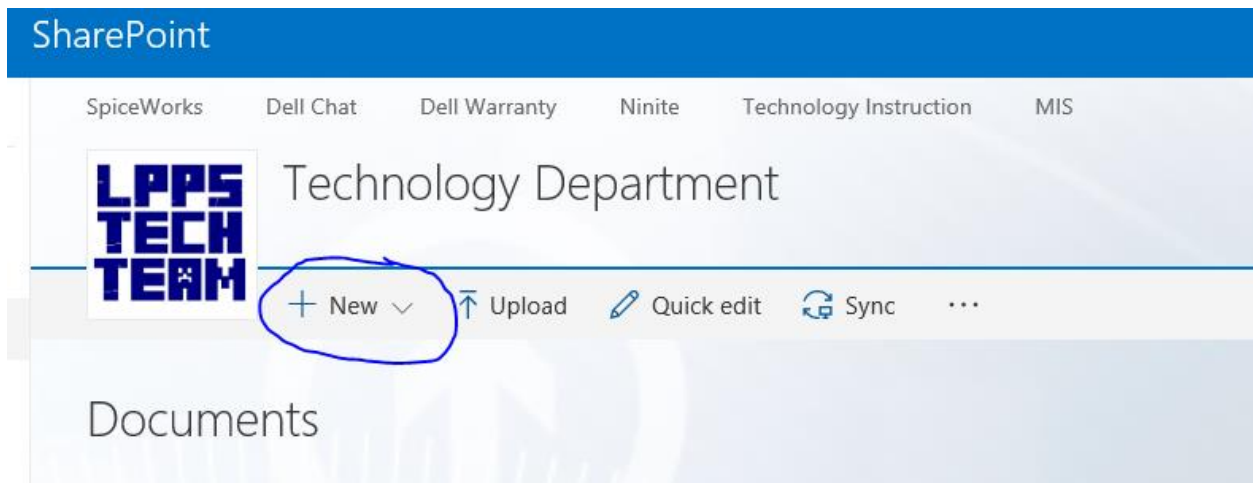 SharePoint
SpiceWorks Dell Chat Dell Warranty Ninite Technology Instruction MIS
LPPS
TECH
TEAM
Technology Department
+ New Upload Quick edit Sync ...
Documents